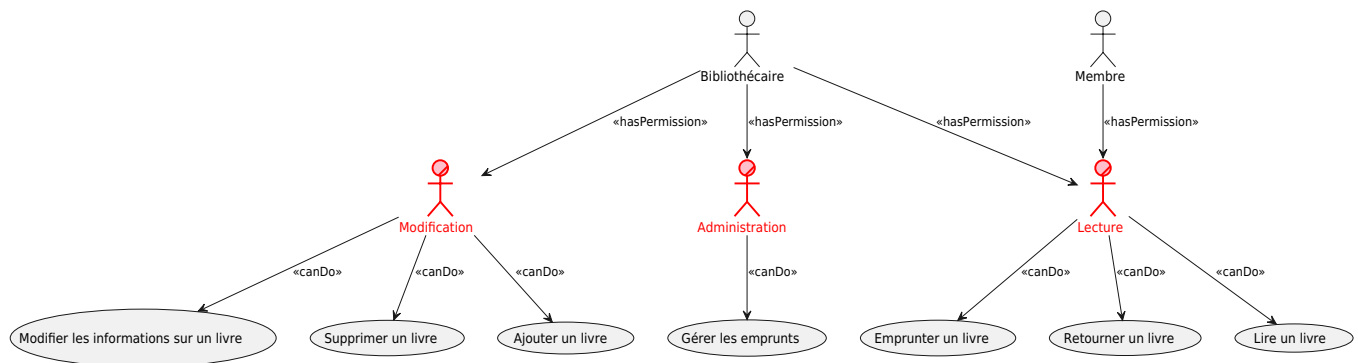 Bibliothécaire
Membre
«hasPermission»
«hasPermission»
«hasPermission»
«hasPermission»
Modification
Administration
Lecture
«canDo»
«canDo»
«canDo»
«canDo»
«canDo»
«canDo»
«canDo»
Modifier les informations sur un livre
Supprimer un livre
Ajouter un livre
Gérer les emprunts
Emprunter un livre
Retourner un livre
Lire un livre